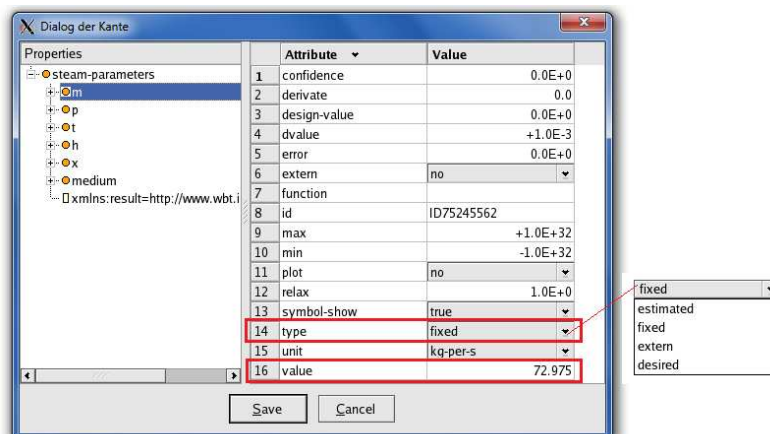 Dialog der Kante
Properties
steam-parameters
m
p
t
h
x
medium
xmlns:result=http://www.wbt.i
Attribute Value
1 confidence 0.0E+0
2 derivate 0.0
3 design-value 0.0E+0
4 dvalue +1.0E-3
5 error 0.0E+0
6 extern no
7 function
8 id ID75245562
9 max +1.0E+32
10 min -1.0E+32
11 plot no
12 relax 1.0E+0
13 symbol-show true
14 type fixed
15 unit kg-per-s
16 value 72.975
Save Cancel
fixed
estimated
fixed
extern
desired